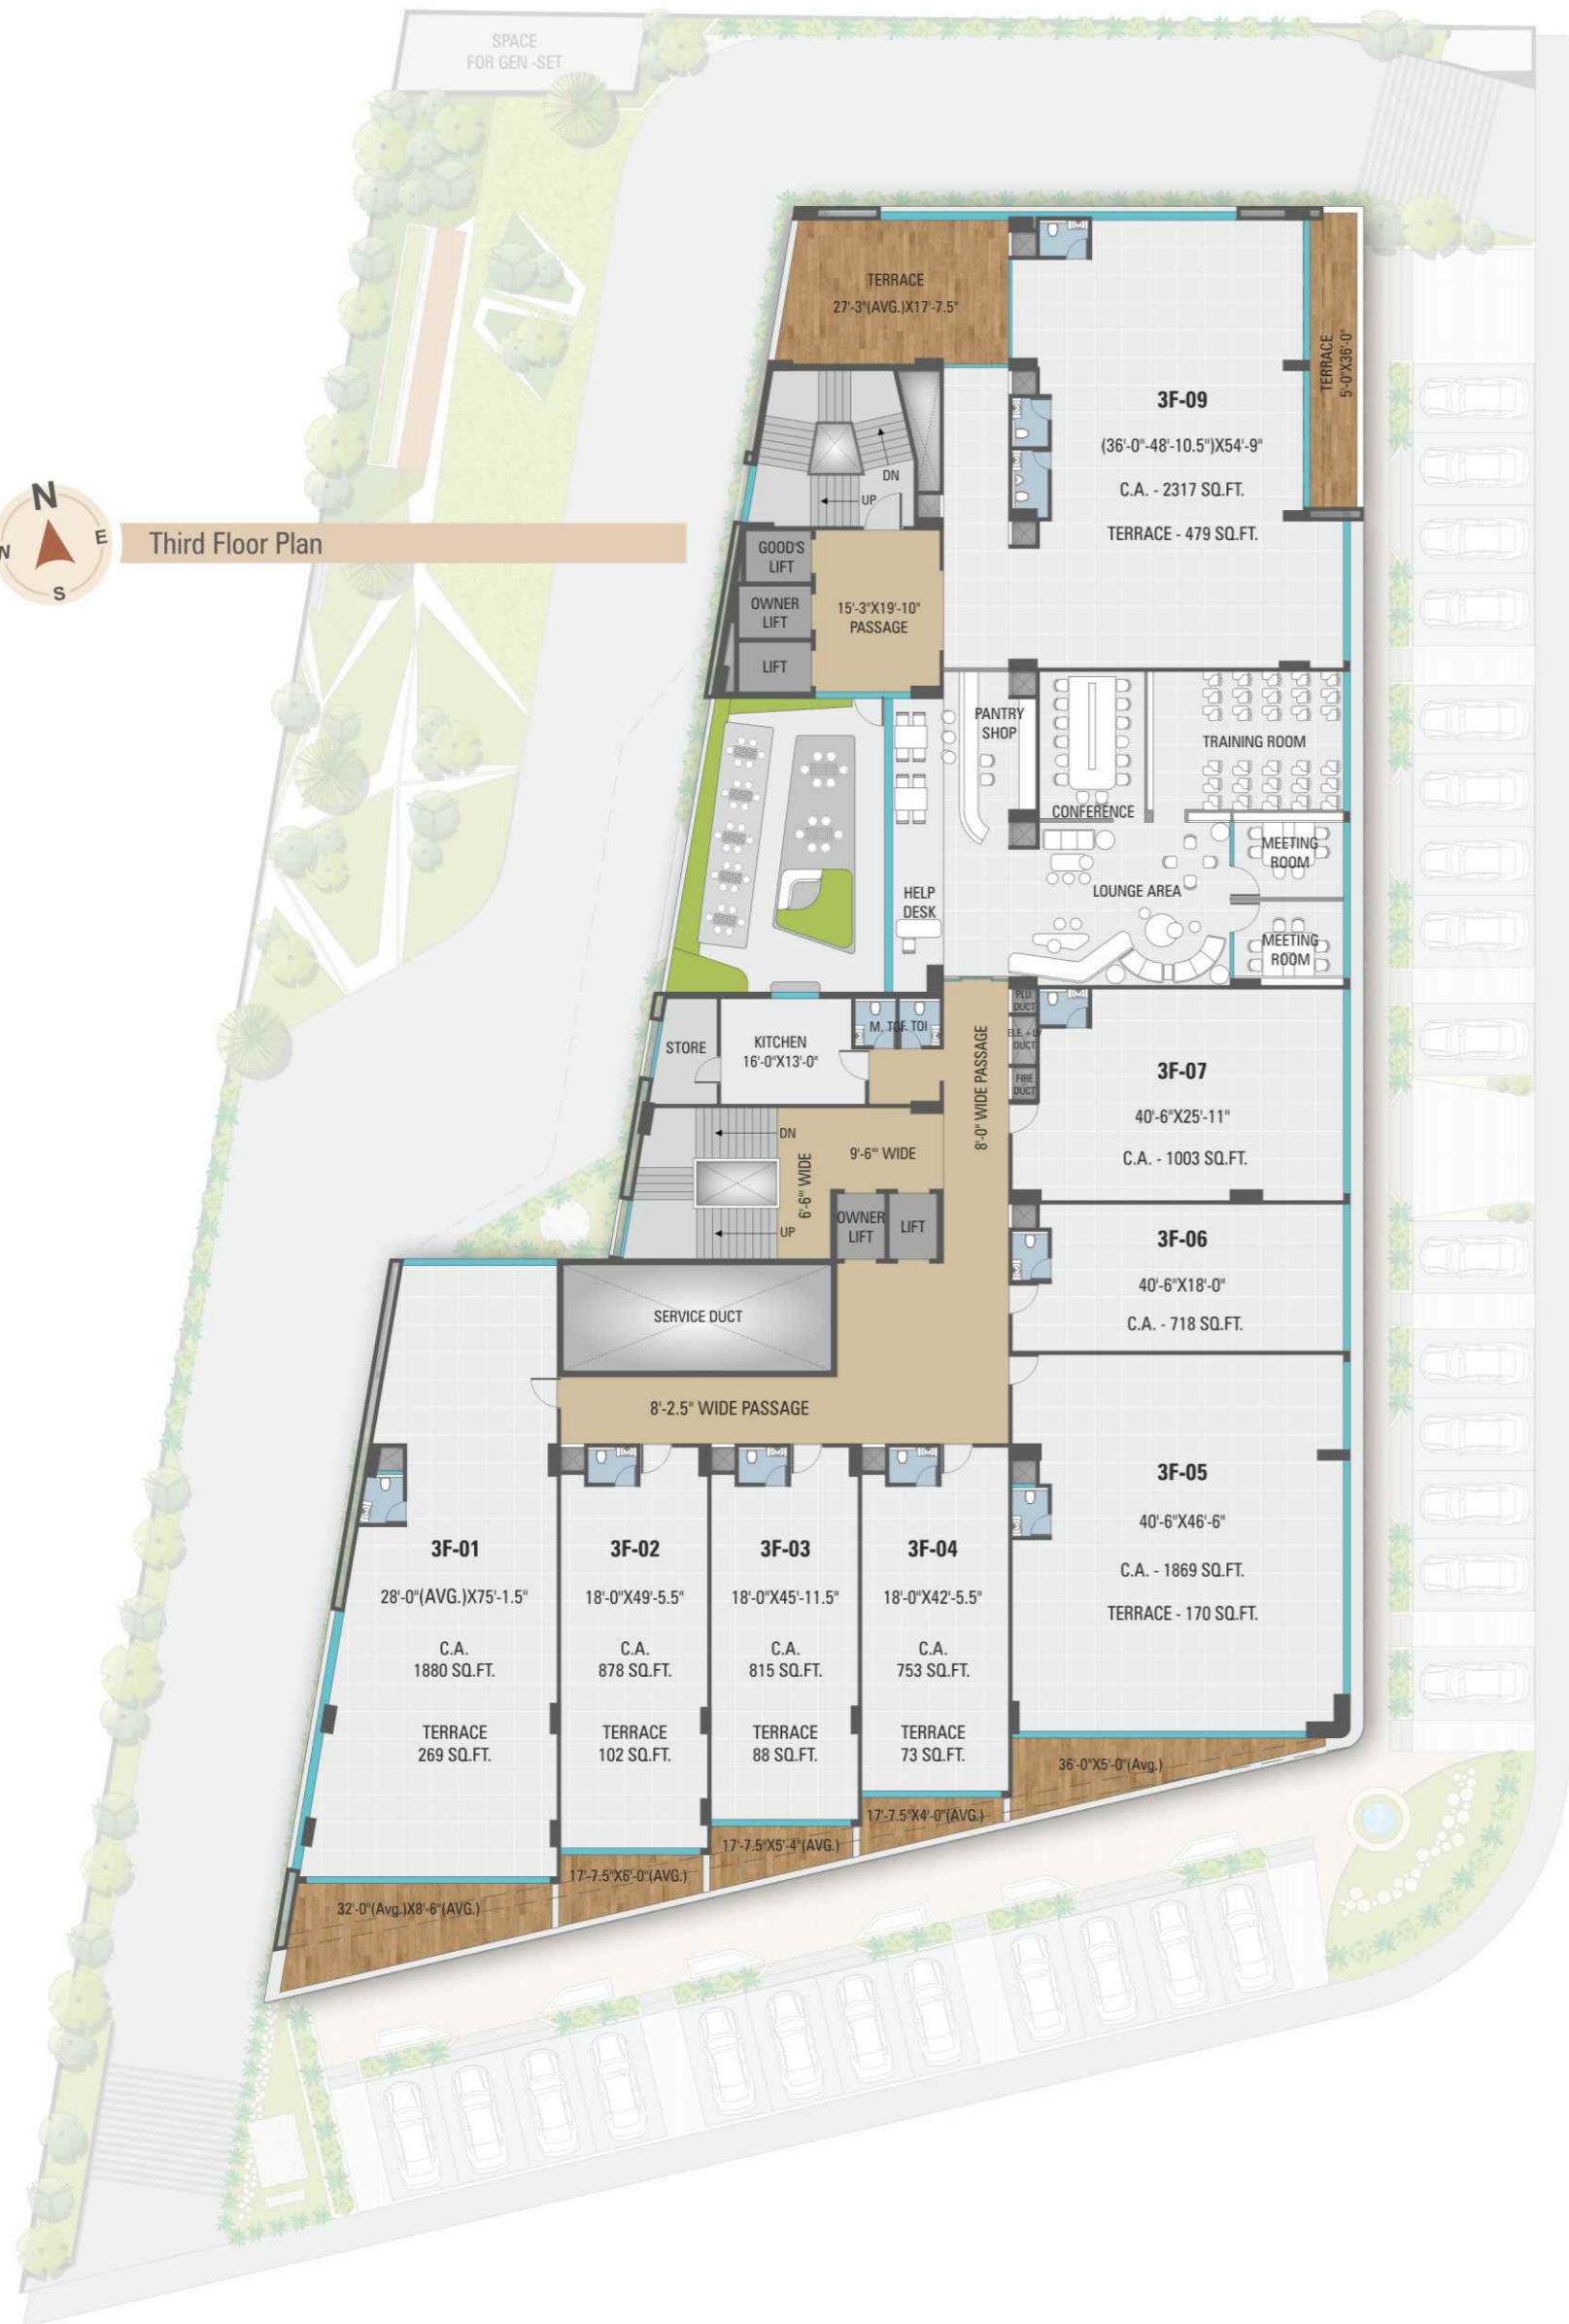 SPACE
FOR GEN -SET
N
E
W
S
Third Floor Plan
TERRACE
27'-3"(AVG.)X17'-7.5"
TERRACE
5'-0"X36'-0"
3F-09
(36'-0"-48'-10.5")X54'-9"
C.A. - 2317 SQ.FT.
TERRACE - 479 SQ.FT.
DN
UP
GOOD'S
LIFT
OWNER
LIFT
LIFT
15'-3"X19'-10"
PASSAGE
PANTRY
SHOP
CONFERENCE
TRAINING ROOM
MEETING
ROOM
LOUNGE AREA
HELP
DESK
MEETING
ROOM
STORE
KITCHEN
16'-0"X13'-0"
M. TOI
F. TOI
8'-0" WIDE PASSAGE
PLU.
DUCT
DUCT
FIRE
DUCT
3F-07
40'-6"X25'-11"
C.A. - 1003 SQ.FT.
DN
UP
6'-6" WIDE
9'-6"' WIDE
OWNER
LIFT
LIFT
3F-06
40'-6"X18'-0"
C.A. - 718 SQ.FT.
SERVICE DUCT
8'-2.5" WIDE PASSAGE
3F-05
40'-6"X46'-6"
C.A. - 1869 SQ.FT.
TERRACE - 170 SQ.FT.
36'-0"X5'-0"(Avg.)
3F-01
28'-0"(AVG.)X75'-1.5"
C.A.
1880 SQ.FT.
TERRACE
269 SQ.FT.
32'-0"(Avg.)X8'-6"(AVG.)
3F-02
18'-0"X49'-5.5"
C.A.
878 SQ.FT.
TERRACE
102 SQ.FT.
17'-7.5"X6'-0"(AVG.)
3F-03
18'-0"X45'-11.5"
C.A.
815 SQ.FT.
TERRACE
88 SQ.FT.
17'-7.5"X5'-4"(AVG.)
3F-04
18'-0"X42'-5.5"
C.A.
753 SQ.FT.
TERRACE
73 SQ.FT.
17'-7.5"X4'-0"(AVG.)